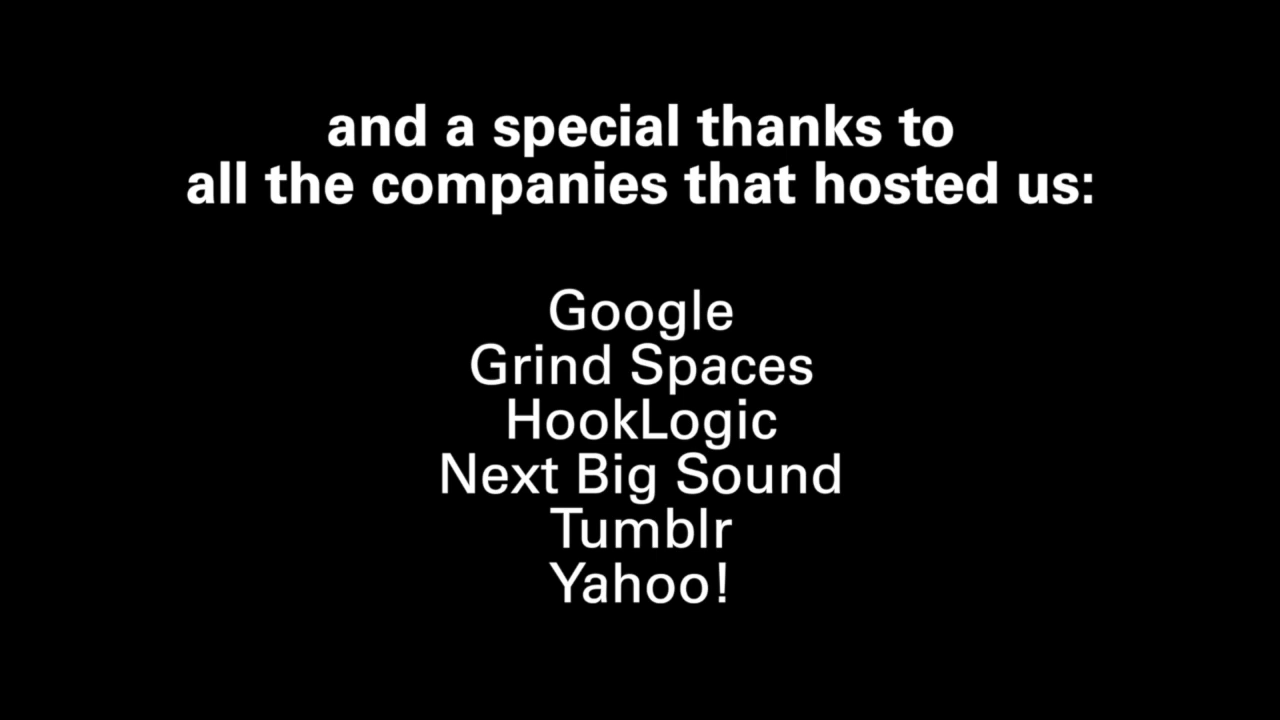 and a special thanks to
all the companies that hosted us:
Google
Grind Spaces
HookLogic
Next Big Sound
Tumblr
Yahoo!